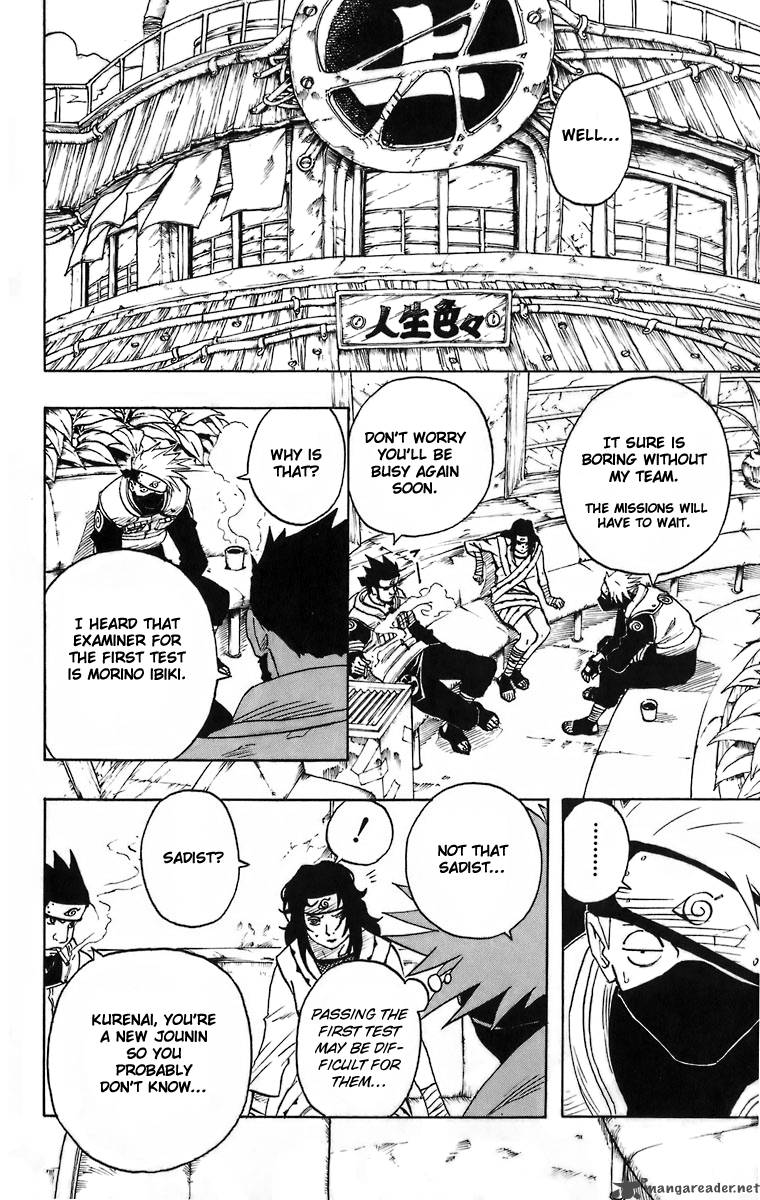 上
WELL...
人生色々
IT SURE IS
BORING WITHOUT
MY TEAM.
THE MISSIONS WILL
HAVE TO WAIT.
DON'T WORRY
YOU'LL BE
BUSY AGAIN
SOON.
WHY IS
THAT?
I HEARD THAT
EXAMINER FOR
THE FIRST TEST
IS MORINO IBIKI.
.........
NOT THAT
SADIST...
!
SADIST?
PASSING THE
FIRST TEST
MAY BE DIF-
FICULT FOR
THEM...
KURENAI, YOU'RE
A NEW JOUNIN
SO YOU
PROBABLY
DON'T KNOW...
mangareader.net